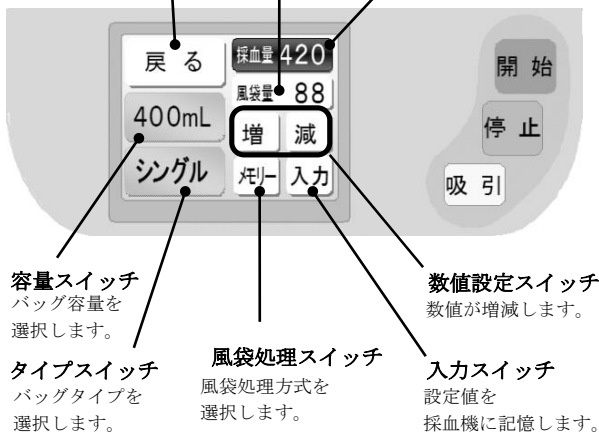 戻 る
採血量 420
風袋量 88
400mL
増 減
シングル
メモリー 入力
開 始
停 止
吸 引
容量スイッチ
バッグ容量を
選択します。
数値設定スイッチ
数値が増減します。
タイプスイッチ
バッグタイプを
選択します。
風袋処理スイッチ
風袋処理方式を
選択します。
入力スイッチ
設定値を
採血機に記憶します。